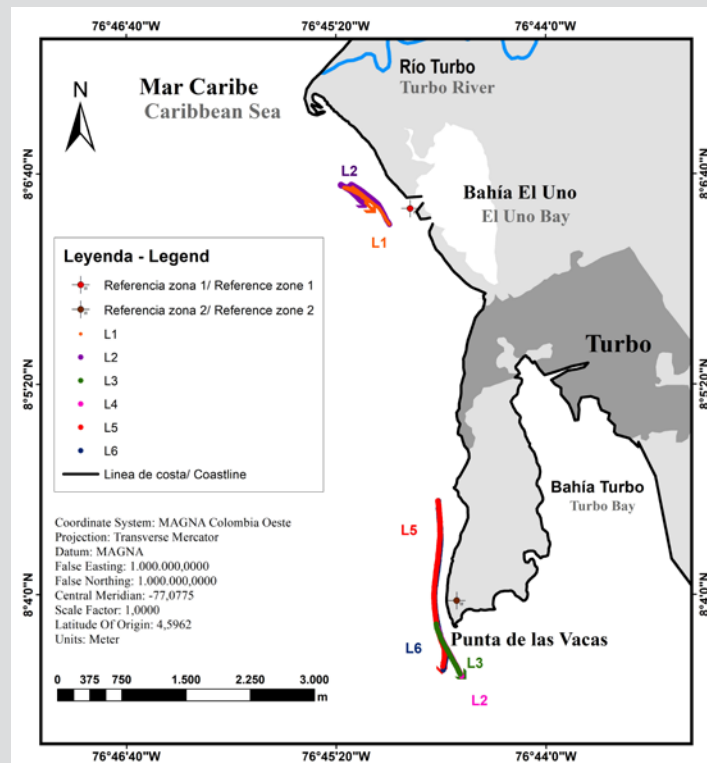 76°46'40"W 76°45'20"W 76°44'0"W
N
Mar Caribe
Caribbean Sea
Río Turbo
Turbo River
8°6'40"N
8°6'40"N
L2
L1
Bahía El Uno
El Uno Bay
Leyenda - Legend
Referencia zona 1/ Reference zone 1
Referencia zona 2/ Reference zone 2
L1
L2
L3
L4
L5
L6
Linea de costa/ Coastline
Turbo
8°5'20"N
8°5'20"N
Bahía Turbo
Turbo Bay
L5
Coordinate System: MAGNA Colombia Oeste
Projection: Transverse Mercator
Datum: MAGNA
False Easting: 1.000.000,0000
False Northing: 1.000.000,0000
Central Meridian: -77,0775
Scale Factor: 1,0000
Latitude Of Origin: 4,5962
Units: Meter
8°4'0"N
8°4'0"N
Punta de las Vacas
L6
L3
L2
0 375 750 1.500 2.250 3.000
m
76°46'40"W 76°45'20"W 76°44'0"W